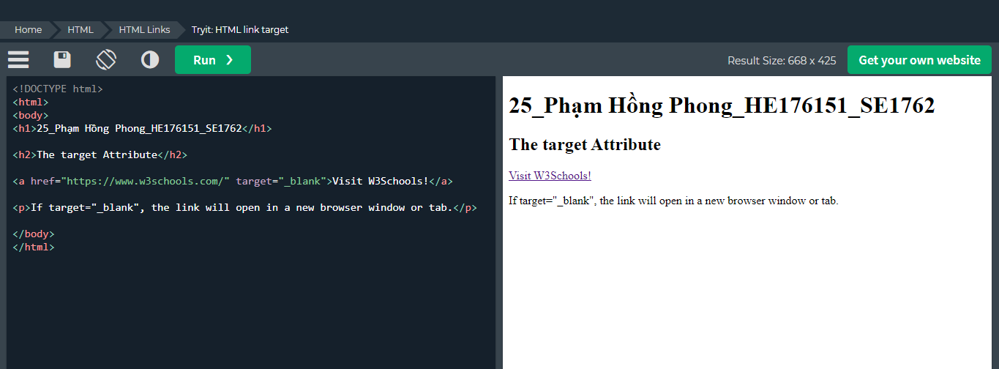 Home HTML HTML Links Tryit: HTML link target
Run ❯ Result Size: 668 x 425 Get your own website
<!DOCTYPE html>
<html>
<body>
<h1>25_Phạm Hồng Phong_HE176151_SE1762</h1>
<h2>The target Attribute</h2>
<a href="https://www.w3schools.com/" target="_blank">Visit W3Schools!</a>
<p>If target="_blank", the link will open in a new browser window or tab.</p>
</body>
</html>
25_Phạm Hồng Phong_HE176151_SE1762
The target Attribute
Visit W3Schools!
If target="_blank", the link will open in a new browser window or tab.